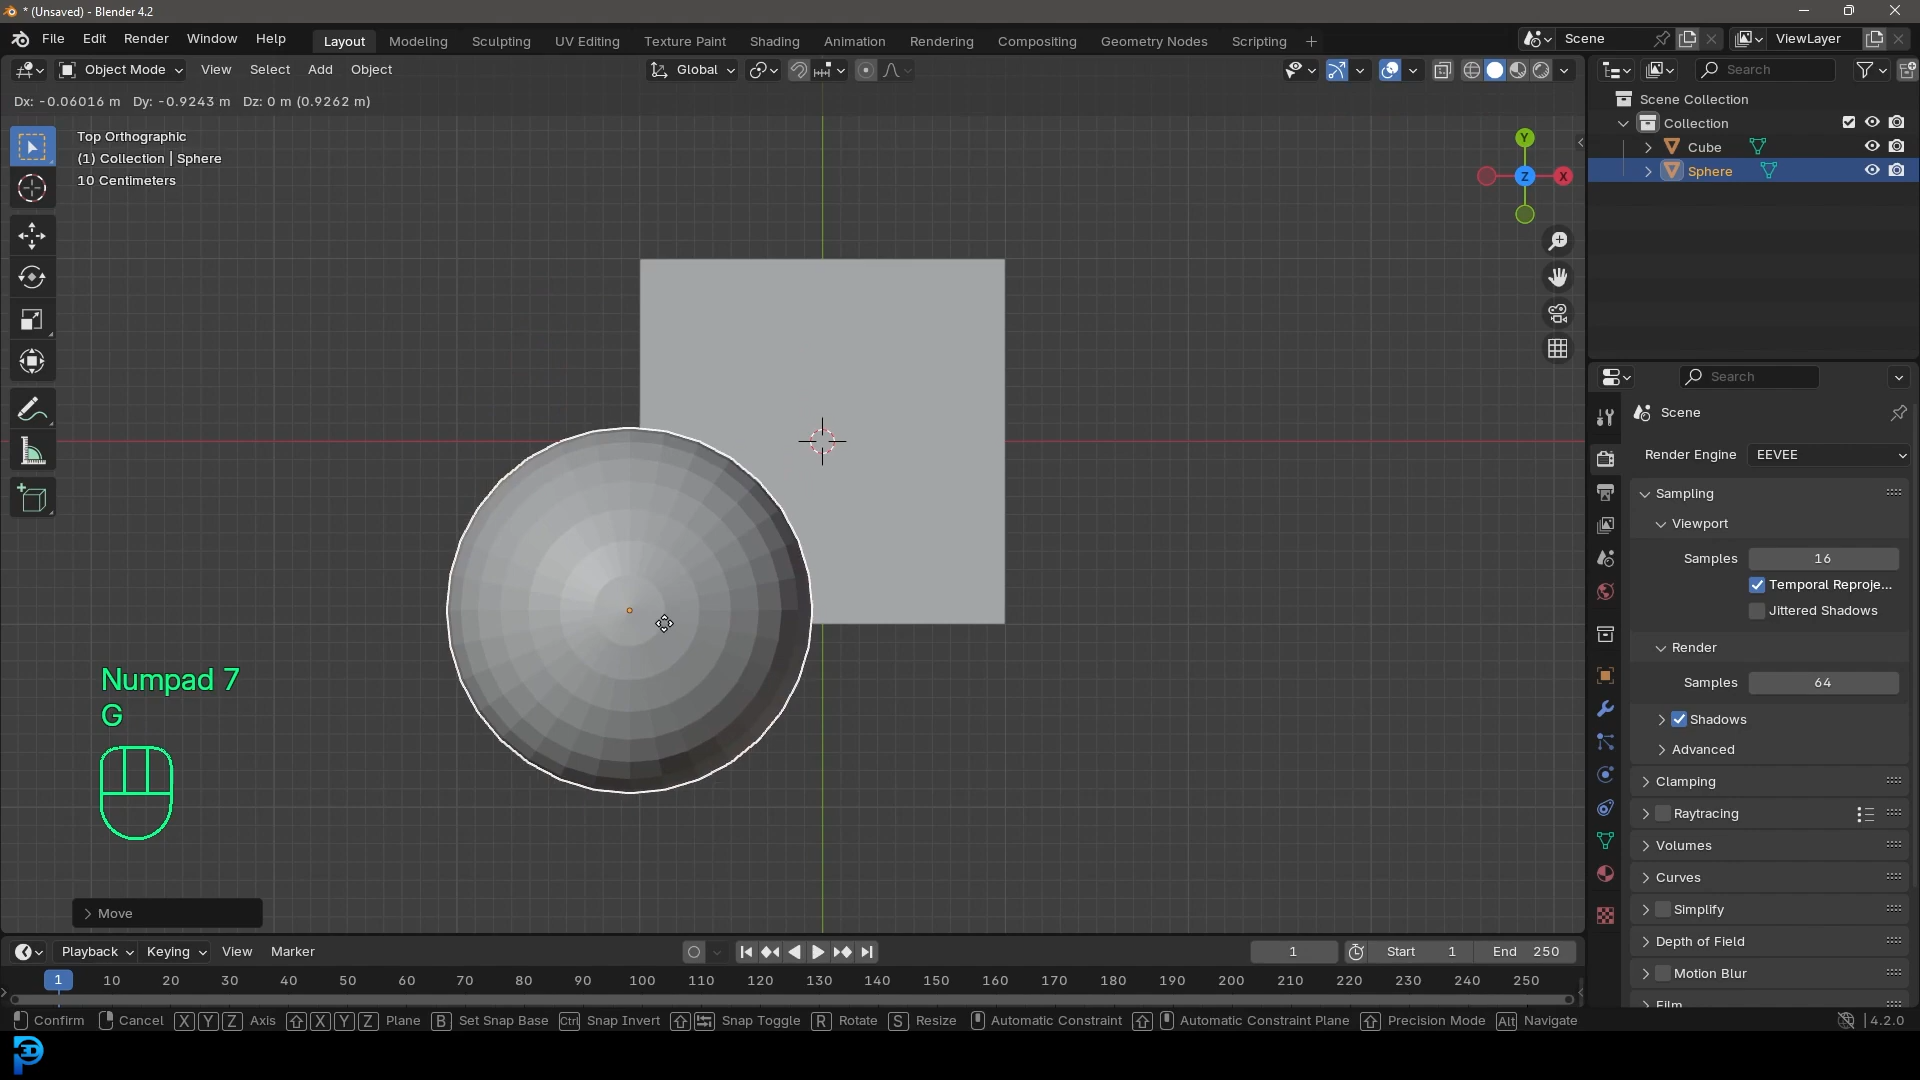 * (Unsaved) - Blender 4.2
File Edit Render Window Help Layout Modeling Sculpting UV Editing Texture Paint Shading Animation Rendering Compositing Geometry Nodes Scripting + Scene ViewLayer
Object Mode View Select Add Object Global Search
Dx: -0.06016 m Dy: -0.9243 m Dz: 0 m (0.9262 m)
Scene Collection
Collection
Cube
Sphere
Top Orthographic
(1) Collection | Sphere
10 Centimeters
Y
Z X
Search
Scene
Render Engine EEVEE
Sampling
Viewport
Samples 16
Temporal Reproje...
Jittered Shadows
Render
Samples 64
Shadows
Advanced
Clamping
Raytracing
Volumes
Curves
Simplify
Depth of Field
Motion Blur
Film
Numpad 7
G
Move
Playback Keying View Marker 1 Start 1 End 250
1 10 20 30 40 50 60 70 80 90 100 110 120 130 140 150 160 170 180 190 200 210 220 230 240 250
Confirm Cancel X Y Z Axis X Y Z Plane B Set Snap Base Ctrl Snap Invert Snap Toggle R Rotate S Resize Automatic Constraint Automatic Constraint Plane Precision Mode Alt Navigate 4.2.0
3D